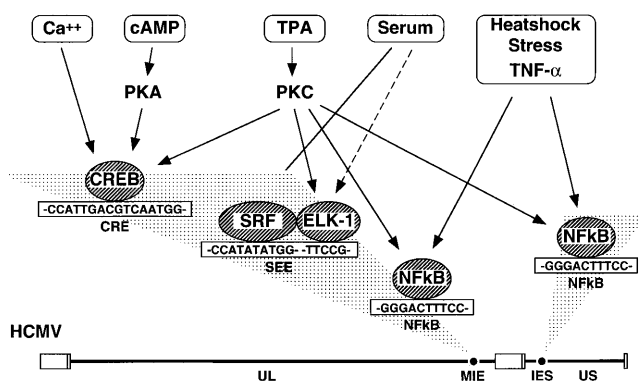 Ca++
cAMP
TPA
Serum
Heatshock
Stress
TNF-α
PKA
PKC
CREB
-CCATTGACGTCAATGG-
CRE
SRF
ELK-1
-CCATATATGG- -TTCCG-
SEE
NFkB
-GGGACTTTCC-
NFkB
NFkB
-GGGACTTTCC-
NFkB
HCMV
UL
MIE
IES
US